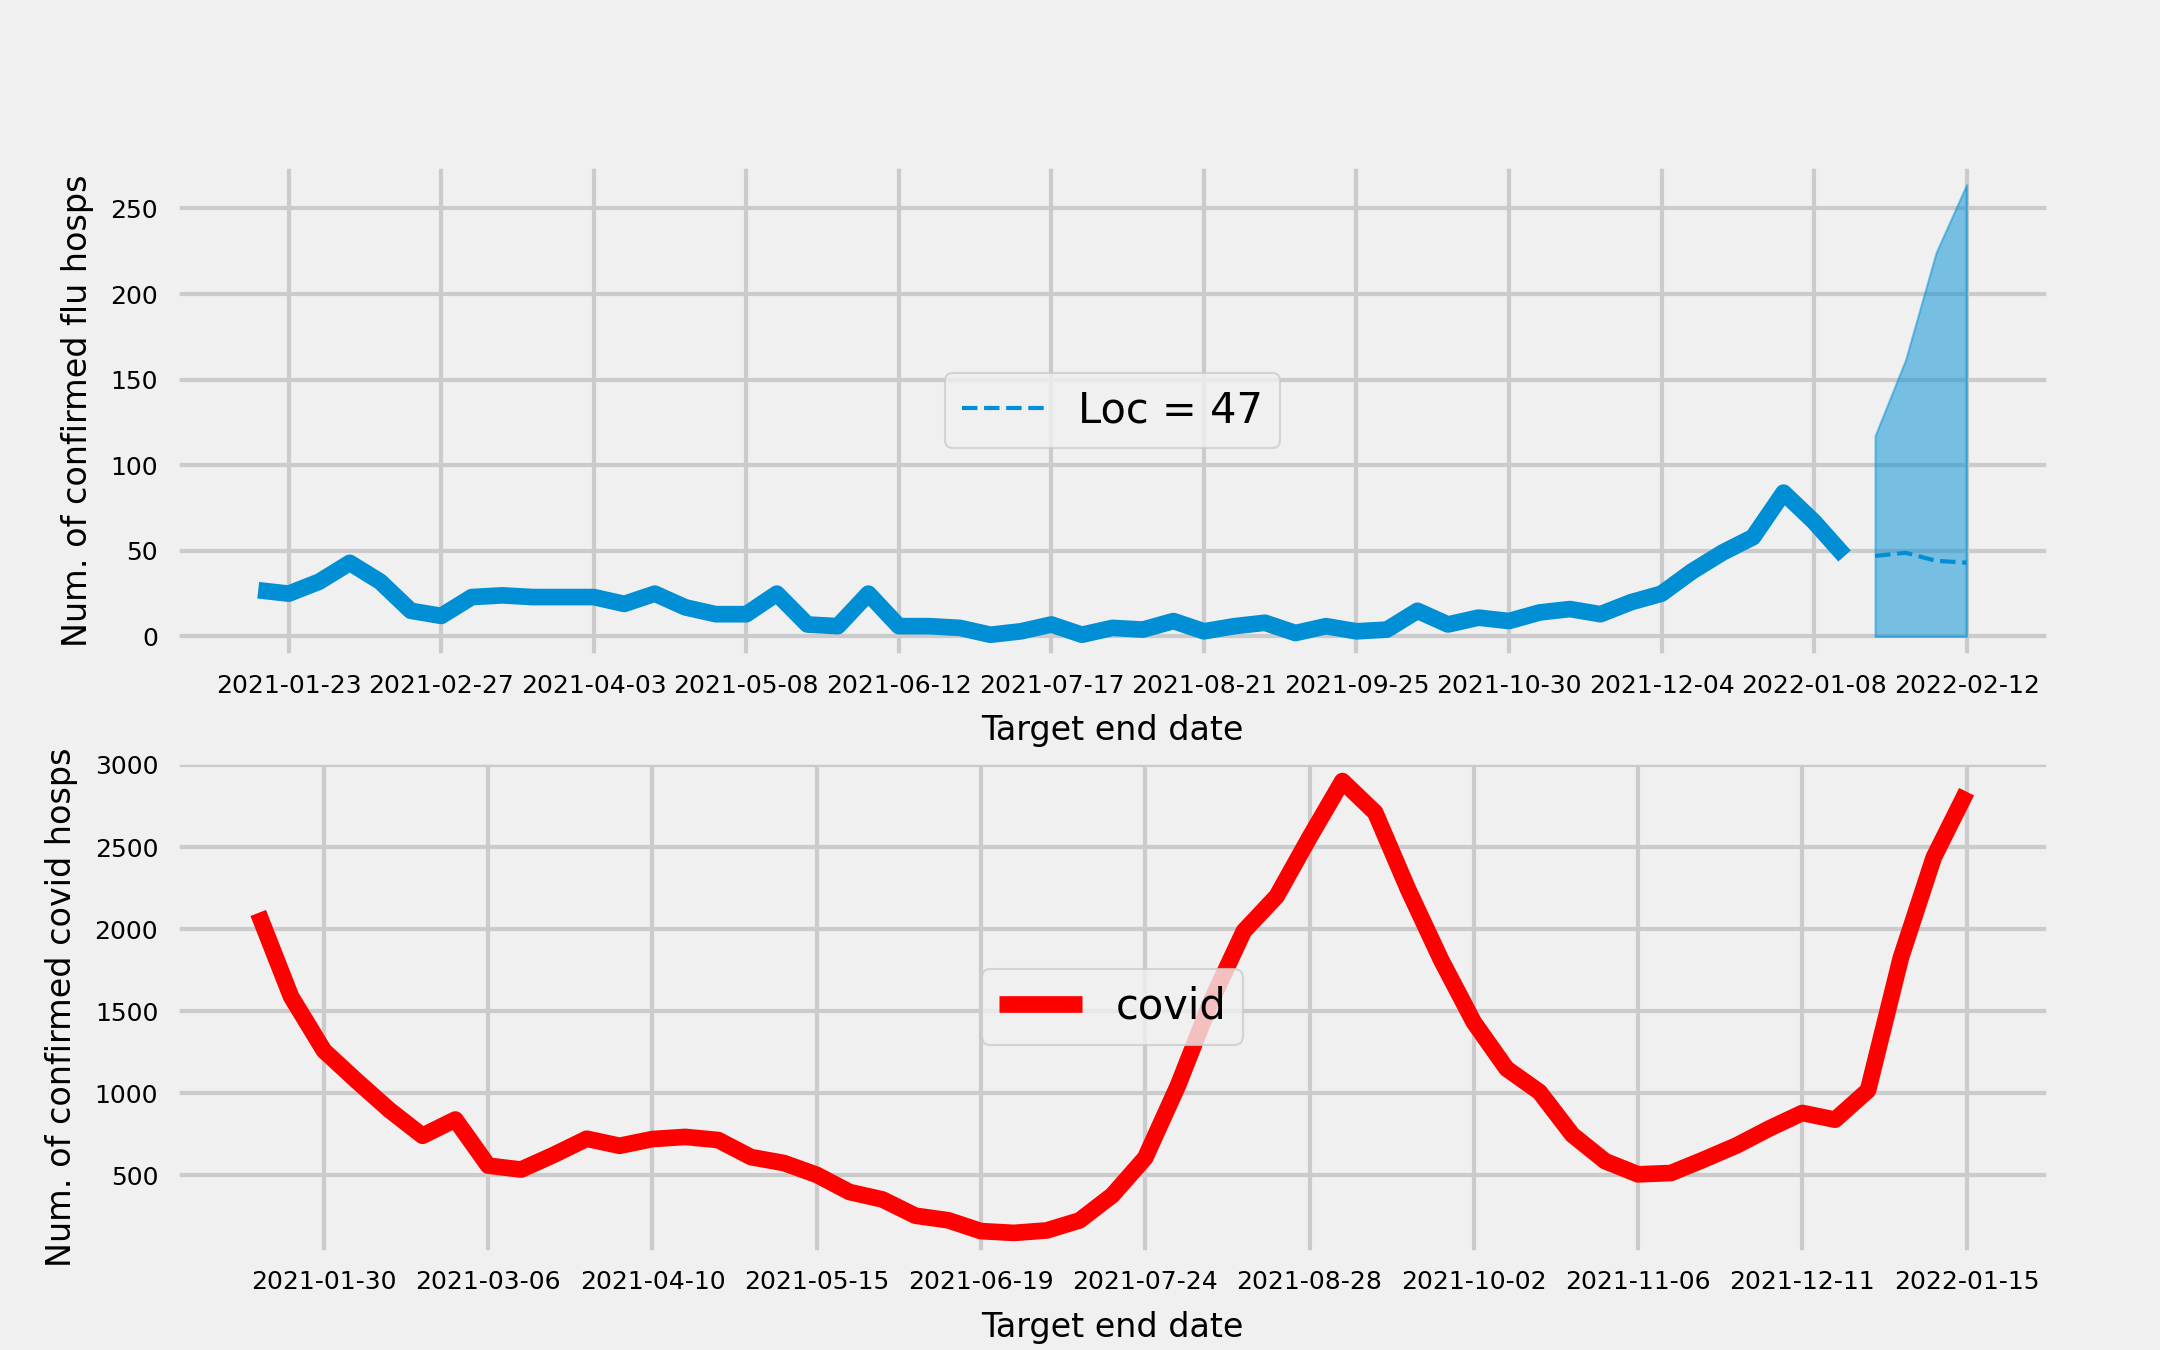 Num. of confirmed flu hosps
250
200
150
100
50
0
Loc = 47
2021-01-23 2021-02-27 2021-04-03 2021-05-08 2021-06-12 2021-07-17 2021-08-21 2021-09-25 2021-10-30 2021-12-04 2022-01-08 2022-02-12
Target end date
Num. of confirmed covid hosps
3000
2500
2000
1500
1000
500
covid
2021-01-30 2021-03-06 2021-04-10 2021-05-15 2021-06-19 2021-07-24 2021-08-28 2021-10-02 2021-11-06 2021-12-11 2022-01-15
Target end date